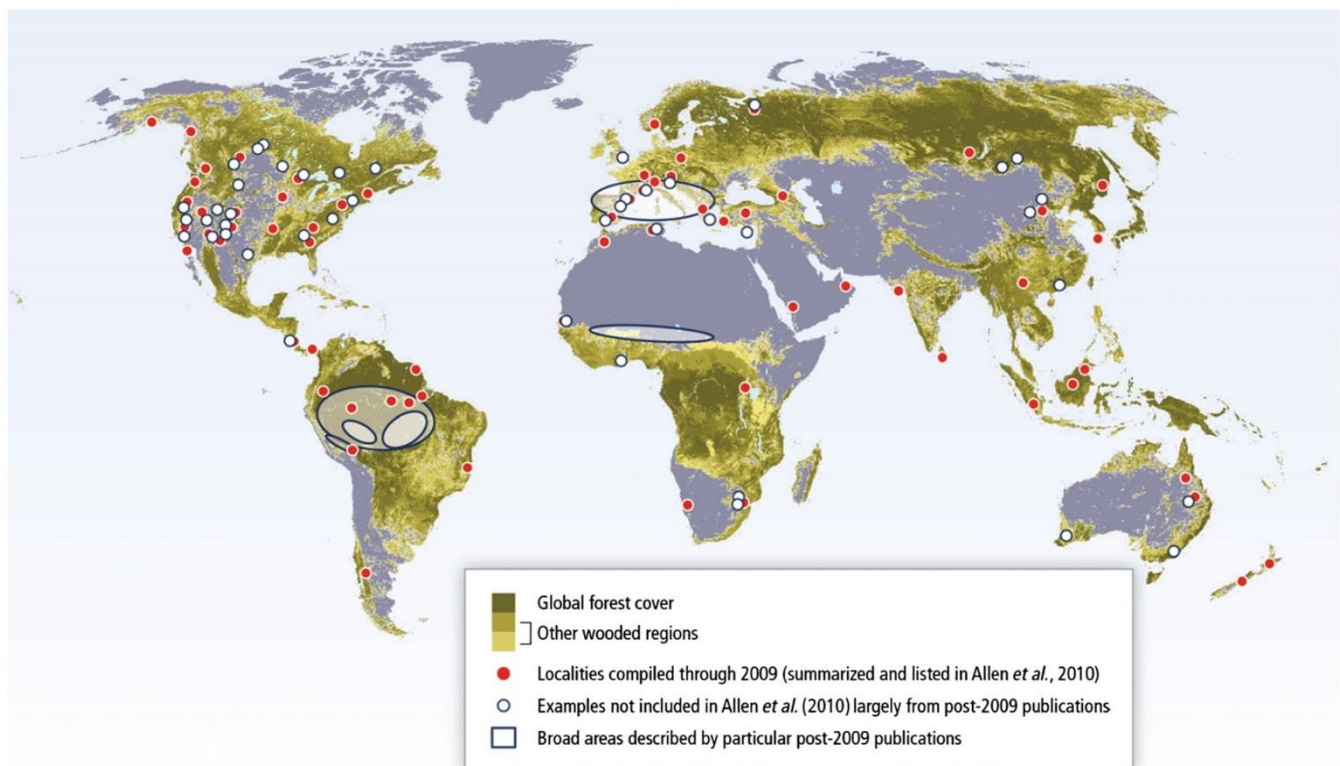 Global forest cover
Other wooded regions
Localities compiled through 2009 (summarized and listed in Allen et al., 2010)
Examples not included in Allen et al. (2010) largely from post-2009 publications
Broad areas described by particular post-2009 publications